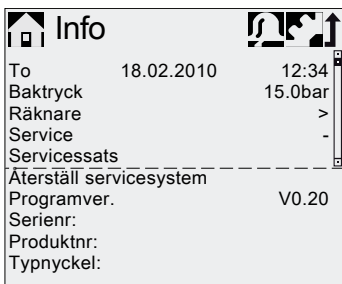 Info
To 18.02.2010 12:34
Baktryck 15.0bar
Räknare >
Service -
Servicessats
Återställ servicesystem
Programver. V0.20
Serienr:
Produktnr:
Typnyckel: